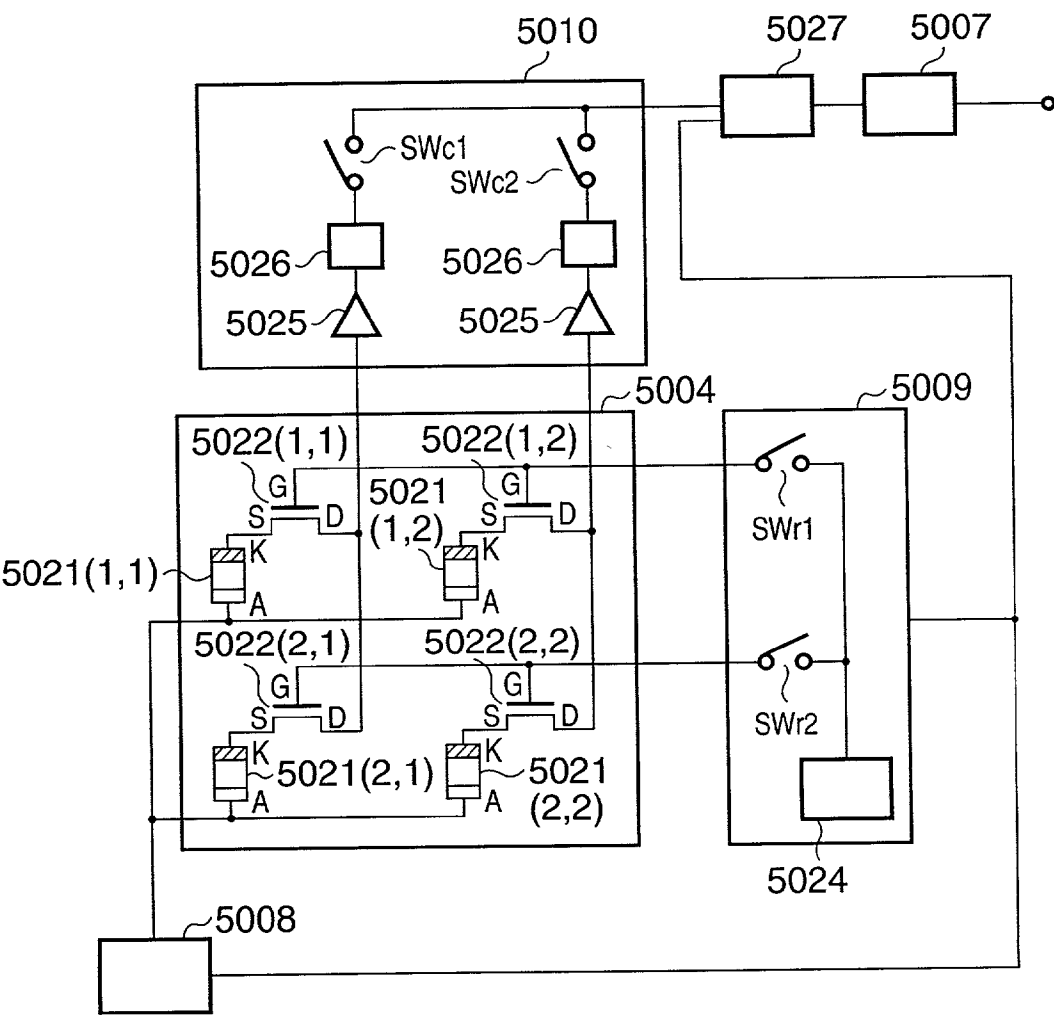 5010
5027
5007
SWc1
SWc2
5026
5026
5025
5025
5004
5009
5022(1,1)
5022(1,2)
G
S
D
K
A
5021(1,1)
G
S
D
5021
(1,2)
K
A
SWr1
5022(2,1)
5022(2,2)
G
S
D
K
A
5021(2,1)
G
S
D
K
A
5021
(2,2)
SWr2
5024
5008